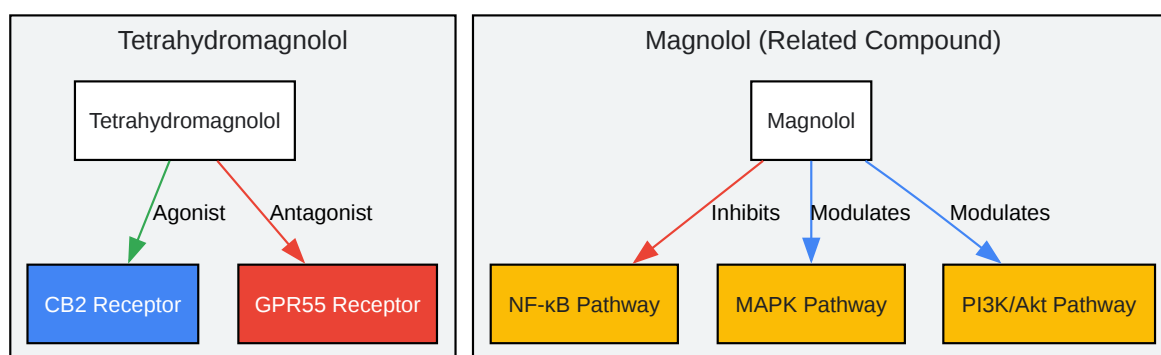 Tetrahydromagnolol
Magnolol (Related Compound)
Tetrahydromagnolol
Magnolol
Agonist
Antagonist
Inhibits
Modulates
Modulates
CB2 Receptor
GPR55 Receptor
NF-κB Pathway
MAPK Pathway
PI3K/Akt Pathway